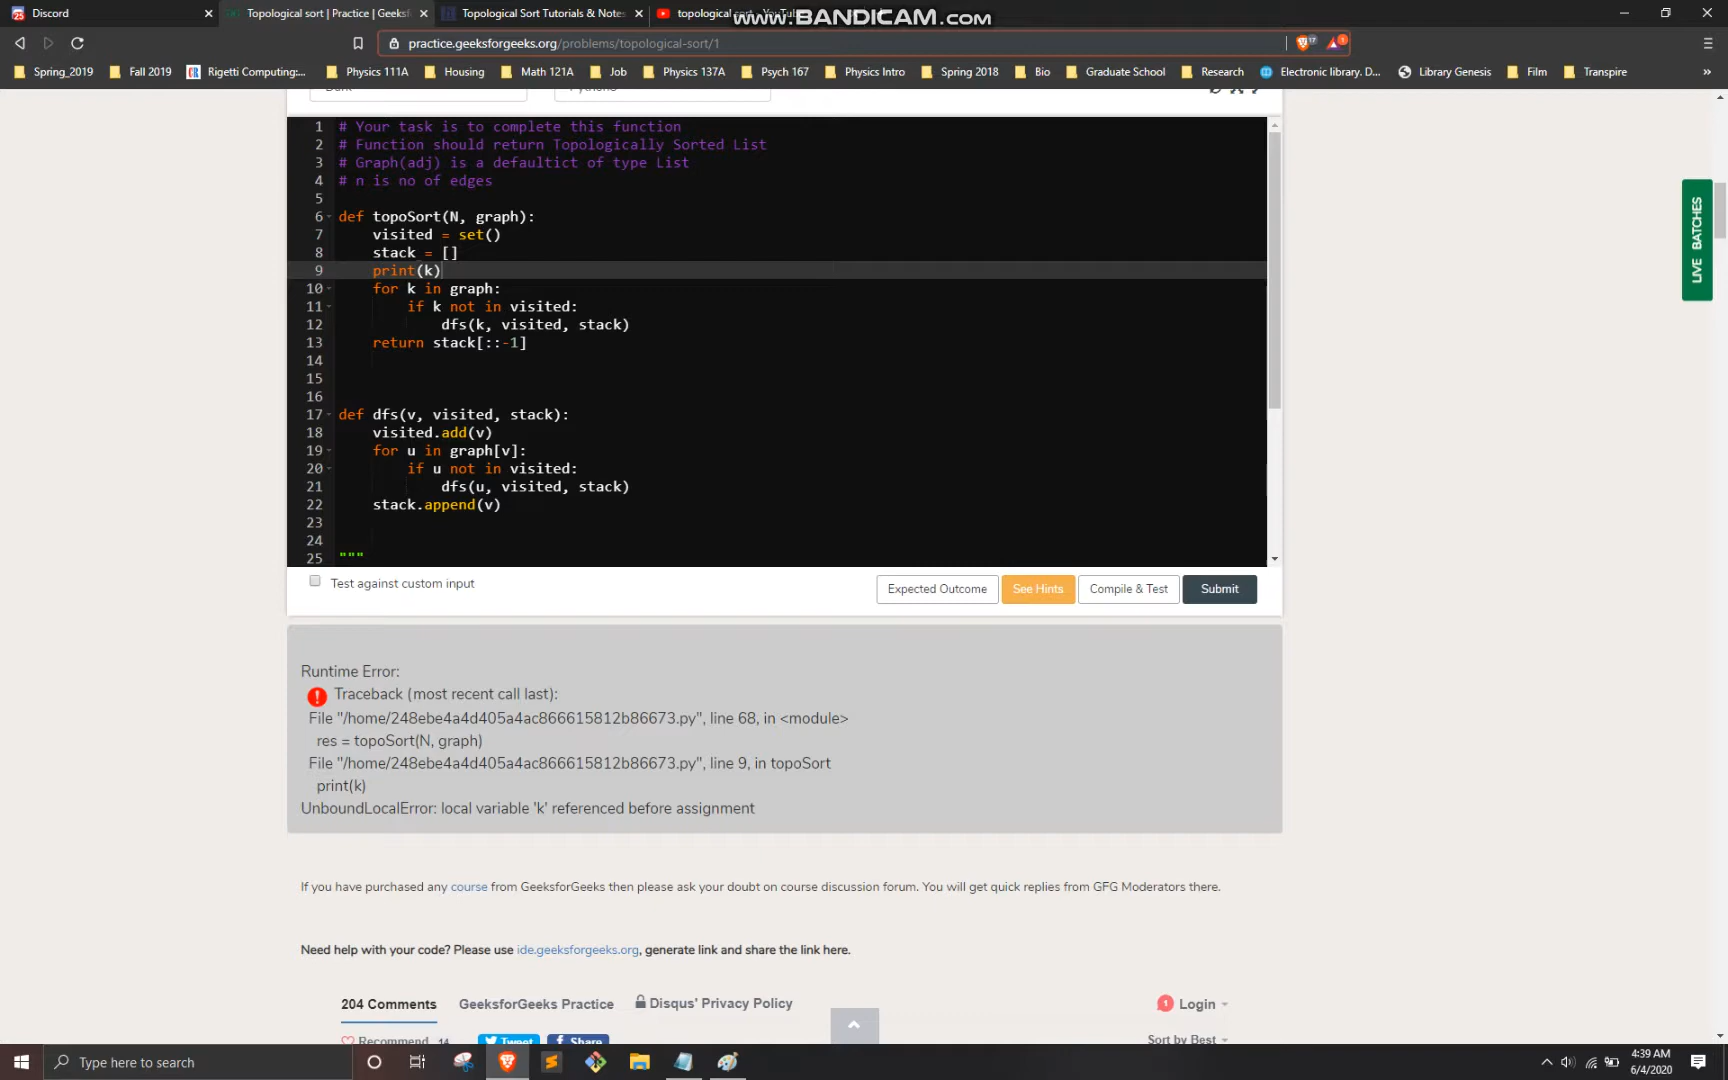 Discord
Topological sort | Practice | Geeksf
Topological Sort Tutorials & Notes
topological sort - YouTu
www.BANDICAM.com
practice.geeksforgeeks.org/problems/topological-sort/1
17
1
Spring_2019
Fall 2019
Rigetti Computing:...
Physics 111A
Housing
Math 121A
Job
Physics 137A
Psych 167
Physics Intro
Spring 2018
Bio
Graduate School
Research
Electronic library. D...
Library Genesis
Film
Transpire
1 # Your task is to complete this function
2 # Function should return Topologically Sorted List
3 # Graph(adj) is a defaultict of type List
4 # n is no of edges
5
6 def topoSort(N, graph):
7 visited = set()
8 stack = []
9 print(k)
10 for k in graph:
11 if k not in visited:
12 dfs(k, visited, stack)
13 return stack[::-1]
14
15
16
17 def dfs(v, visited, stack):
18 visited.add(v)
19 for u in graph[v]:
20 if u not in visited:
21 dfs(u, visited, stack)
22 stack.append(v)
23
24
25 """
LIVE BATCHES
Test against custom input
Expected Outcome
See Hints
Compile & Test
Submit
Runtime Error:
Traceback (most recent call last):
File "/home/248ebe4a4d405a4ac866615812b86673.py", line 68, in <module>
res = topoSort(N, graph)
File "/home/248ebe4a4d405a4ac866615812b86673.py", line 9, in topoSort
print(k)
UnboundLocalError: local variable 'k' referenced before assignment
If you have purchased any course from GeeksforGeeks then please ask your doubt on course discussion forum. You will get quick replies from GFG Moderators there.
Need help with your code? Please use ide.geeksforgeeks.org, generate link and share the link here.
204 Comments
GeeksforGeeks Practice
Disqus' Privacy Policy
1
Login
Recommend 14
Tweet
Share
Sort by Best
Type here to search
4:39 AM
6/4/2020